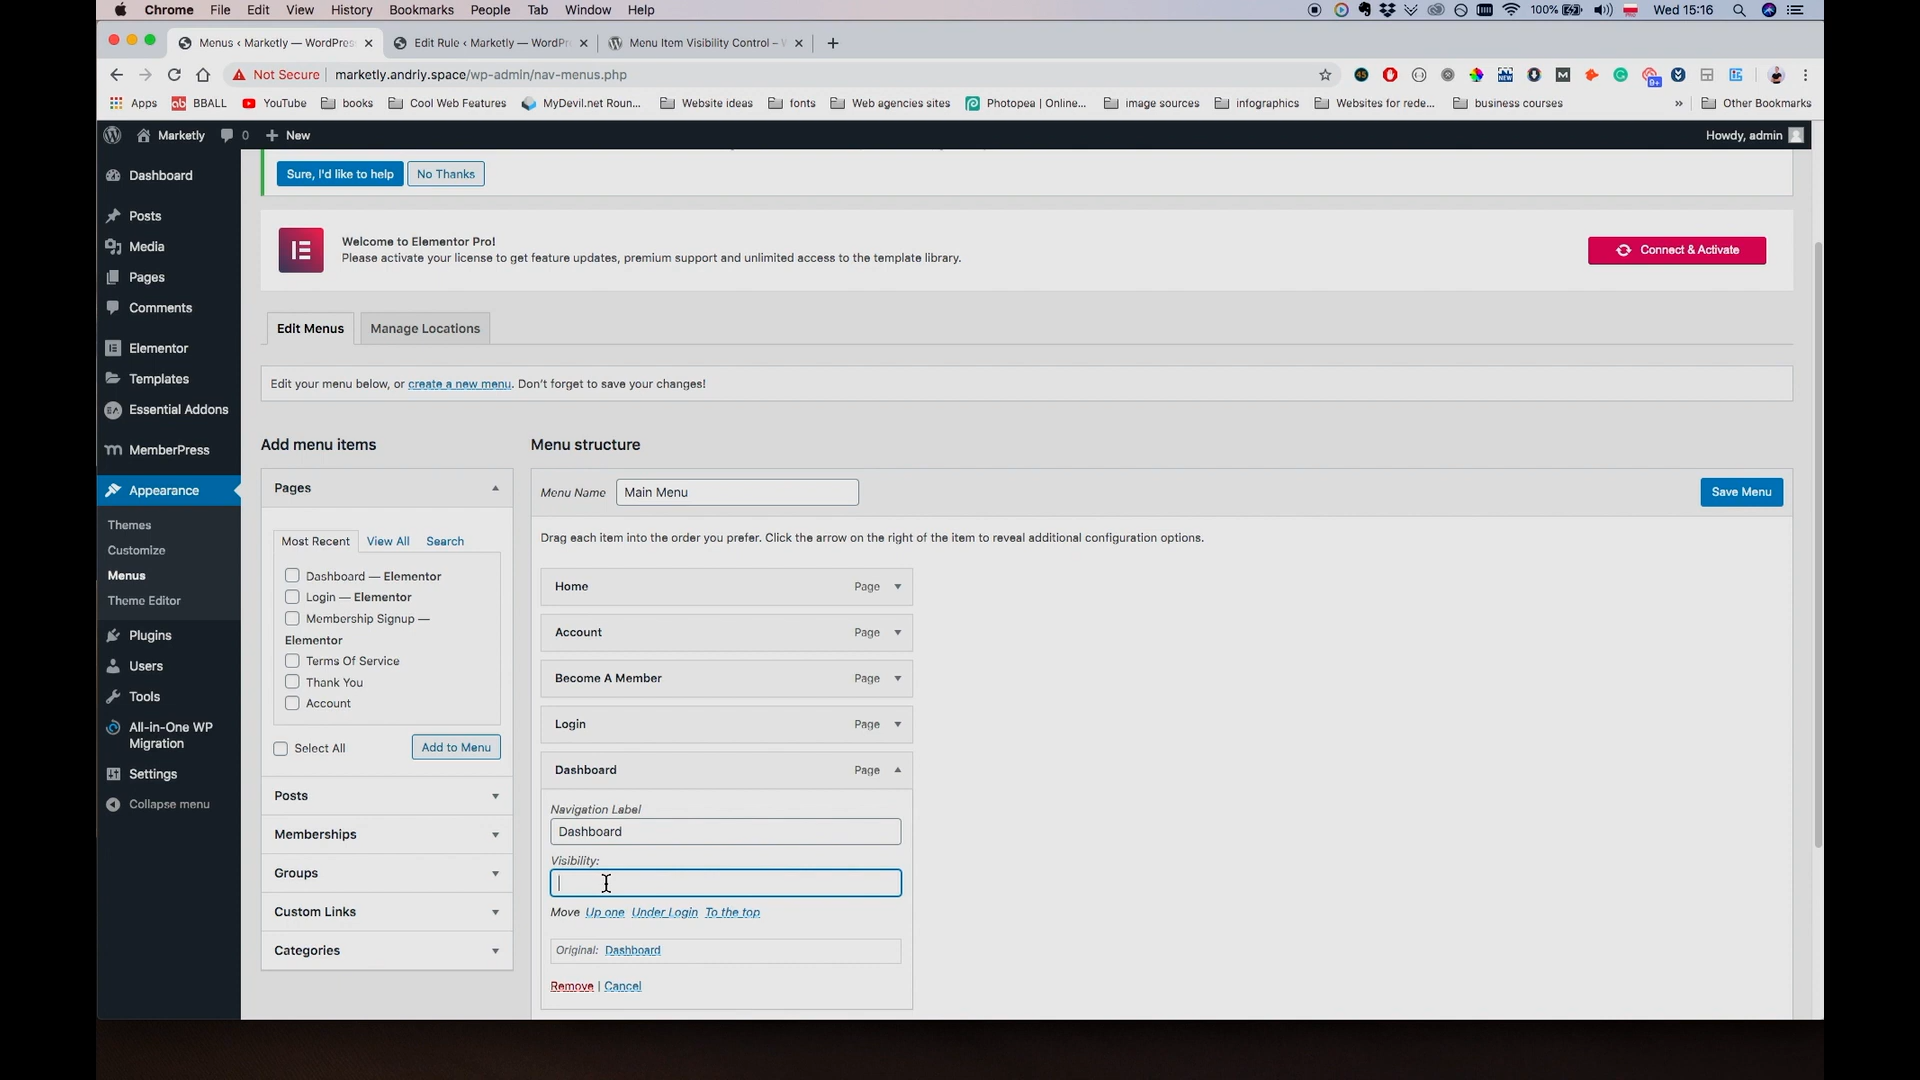 Chrome File Edit View History Bookmarks People Tab Window Help 100% Wed 15:16
Menus ‹ Marketly — WordPress Edit Rule ‹ Marketly — WordPr Menu Item Visibility Control –
Not Secure marketly.andrly.space/wp-admin/nav-menus.php
Apps BBALL YouTube books Cool Web Features MyDevil.net Roun... Website ideas fonts Web agencies sites Photopea | Online... image sources infographics Websites for rede... business courses » Other Bookmarks
Marketly 0 New Howdy, admin
Dashboard
Posts
Media
Pages
Comments
Elementor
Templates
Essential Addons
MemberPress
Appearance
Themes
Customize
Menus
Theme Editor
Plugins
Users
Tools
All-in-One WP
Migration
Settings
Collapse menu
Sure, I'd like to help No Thanks
Welcome to Elementor Pro!
Please activate your license to get feature updates, premium support and unlimited access to the template library.
Connect & Activate
Edit Menus Manage Locations
Edit your menu below, or create a new menu. Don't forget to save your changes!
Add menu items
Pages
Most Recent View All Search
Dashboard — Elementor
Login — Elementor
Membership Signup —
Elementor
Terms Of Service
Thank You
Account
Select All Add to Menu
Posts
Memberships
Groups
Custom Links
Categories
Menu structure
Menu Name Main Menu Save Menu
Drag each item into the order you prefer. Click the arrow on the right of the item to reveal additional configuration options.
Home Page
Account Page
Become A Member Page
Login Page
Dashboard Page
Navigation Label
Dashboard
Visibility:
Move Up one Under Login To the top
Original: Dashboard
Remove | Cancel